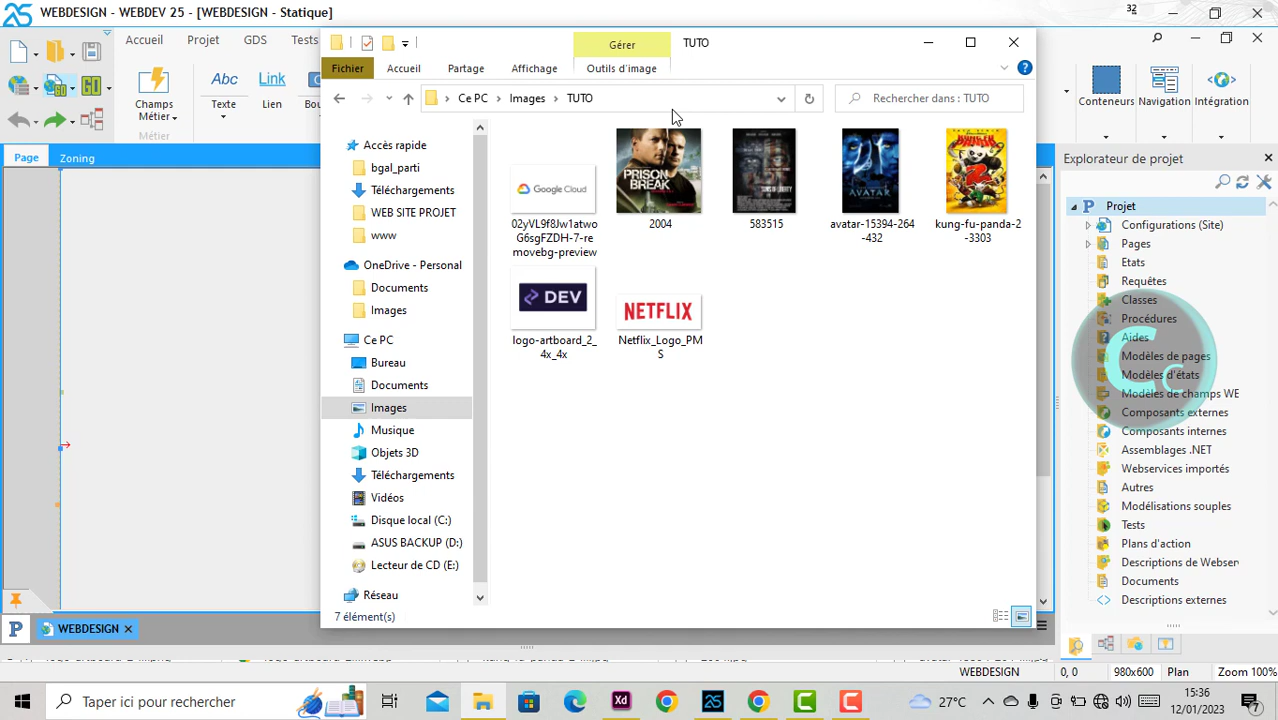 WEBDESIGN - WEBDEV 25 - [WEBDESIGN - Statique]
32
Accueil
Projet
GDS
Tests
GO
Abc
Texte
Link
Liens
Champs
Métier
Métier
Conteneurs
Navigation
Intégrations
Gérer
TUTO
Fichier
Accueil
Partage
Affichage
Outils d'image
Ce PC
Images
TUTO
Rechercher dans : TUTO
Page
Zoning
Accès rapide
bgal_parti
Téléchargements
WEB SITE PROJET
www
OneDrive - Personal
Documents
Images
Ce PC
Bureau
Documents
Images
Musique
Objets 3D
Téléchargements
Vidéos
Disque local (C:)
ASUS BACKUP (D:)
Lecteur de CD (E:)
Réseau
Google Cloud
02yVL9f8Jw1atwo
G6sgFZDH-7-re
movebg-preview
PRISON
BREAK
2004
583515
AVATAR
avatar-15394-264
-432
kung-fu-panda-2
-3303
DEV
logo-artboard_2_
4x_4x
NETFLIX
Netflix_Logo_PM
S
7 élément(s)
Explorateur de projet
Projet
Configurations (Site)
Pages
Etats
Requêtes
Classes
Procédures
Aides
Modèles de pages
Modèles d'états
Modèles de champs WE
Composants externes
Composants internes
Assemblages .NET
Webservices importés
Autres
Modélisations souples
Tests
Plans d'action
Descriptions de Webser
Documents
Descriptions externes
WEBDESIGN
WEBDESIGN
0, 0
980x600
Plan
Zoom 100%
Taper ici pour rechercher
Xd
25
27°C
15:36
12/01/2023
7